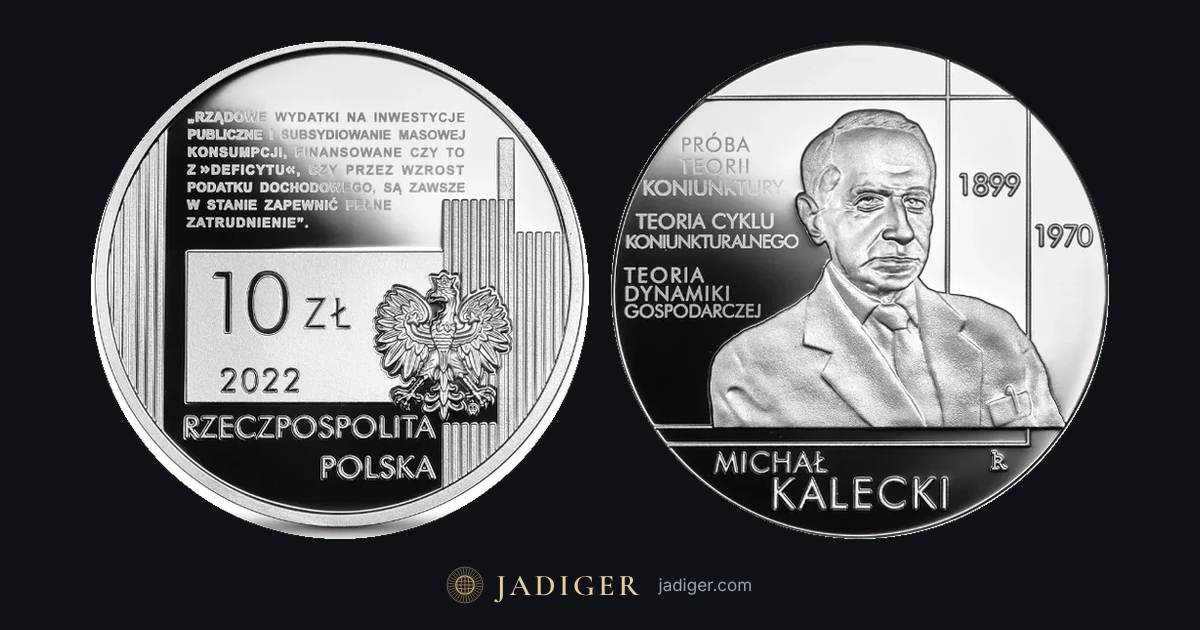 „RZĄDOWE WYDATKI NA INWESTYCJE
PUBLICZNE I SUBSYDIOWANIE MASOWEJ
KONSUMPCJI, FINANSOWANE CZY TO
Z »DEFICYTU«, CZY PRZEZ WZROST
PODATKU DOCHODOWEGO, SĄ ZAWSZE
W STANIE ZAPEWNIĆ PEŁNE
ZATRUDNIENIE”.
10 ZŁ
2022
RZECZPOSPOLITA
POLSKA
PRÓBA
TEORII
KONIUNKTURY
TEORIA CYKLU
KONIUNKTURALNEGO
TEORIA
DYNAMIKI
GOSPODARCZEJ
1899
1970
MICHAŁ
KALECKI
JADIGER jadiger.com